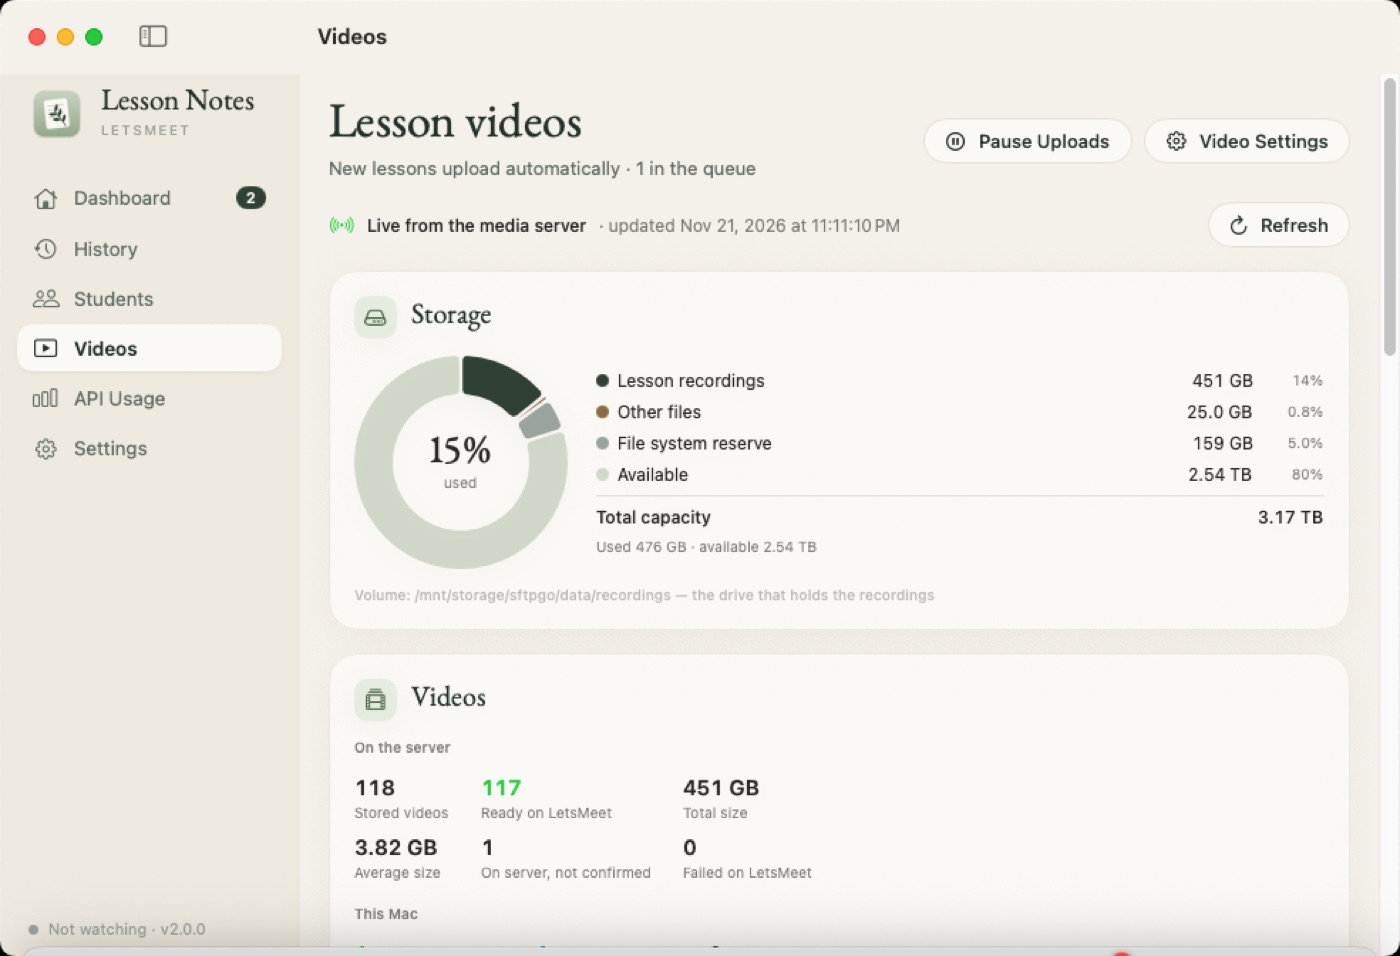 Videos
Lesson Notes
LETSMEET
Dashboard 2
History
Students
Videos
API Usage
Settings
Not watching · v2.0.0
Lesson videos
New lessons upload automatically · 1 in the queue
Pause Uploads
Video Settings
Live from the media server · updated Nov 21, 2026 at 11:11:10 PM
Refresh
Storage
15%
used
Lesson recordings 451 GB 14%
Other files 25.0 GB 0.8%
File system reserve 159 GB 5.0%
Available 2.54 TB 80%
Total capacity 3.17 TB
Used 476 GB · available 2.54 TB
Volume: /mnt/storage/sftpgo/data/recordings — the drive that holds the recordings
Videos
On the server
118 117 451 GB
Stored videos Ready on LetsMeet Total size
3.82 GB 1 0
Average size On server, not confirmed Failed on LetsMeet
This Mac